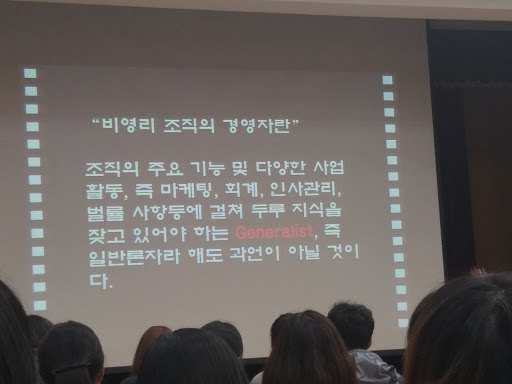 “비영리 조직의 경영자란”
조직의 주요 기능 및 다양한 사업
활동, 즉 마케팅, 회계, 인사관리,
법률 사항등에 걸쳐 두루 지식을
갖고 있어야 하는 Generalist, 즉
일반론자라 해도 과언이 아닐 것이
다.